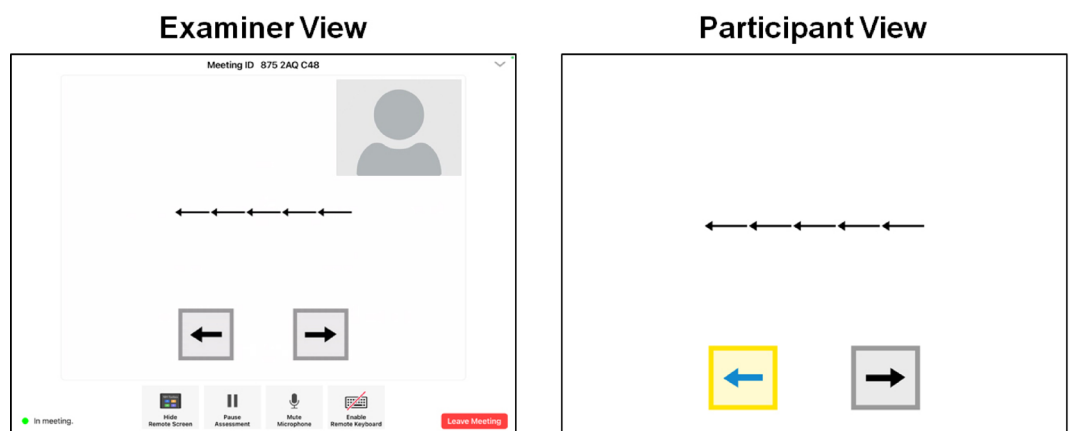 Examiner View
Participant View
Meeting ID 875 2AQ C48
Hide
Remote Screen
Pause
Assessment
Mute
Microphone
Enable
Remote Keyboard
In meeting.
Leave Meeting